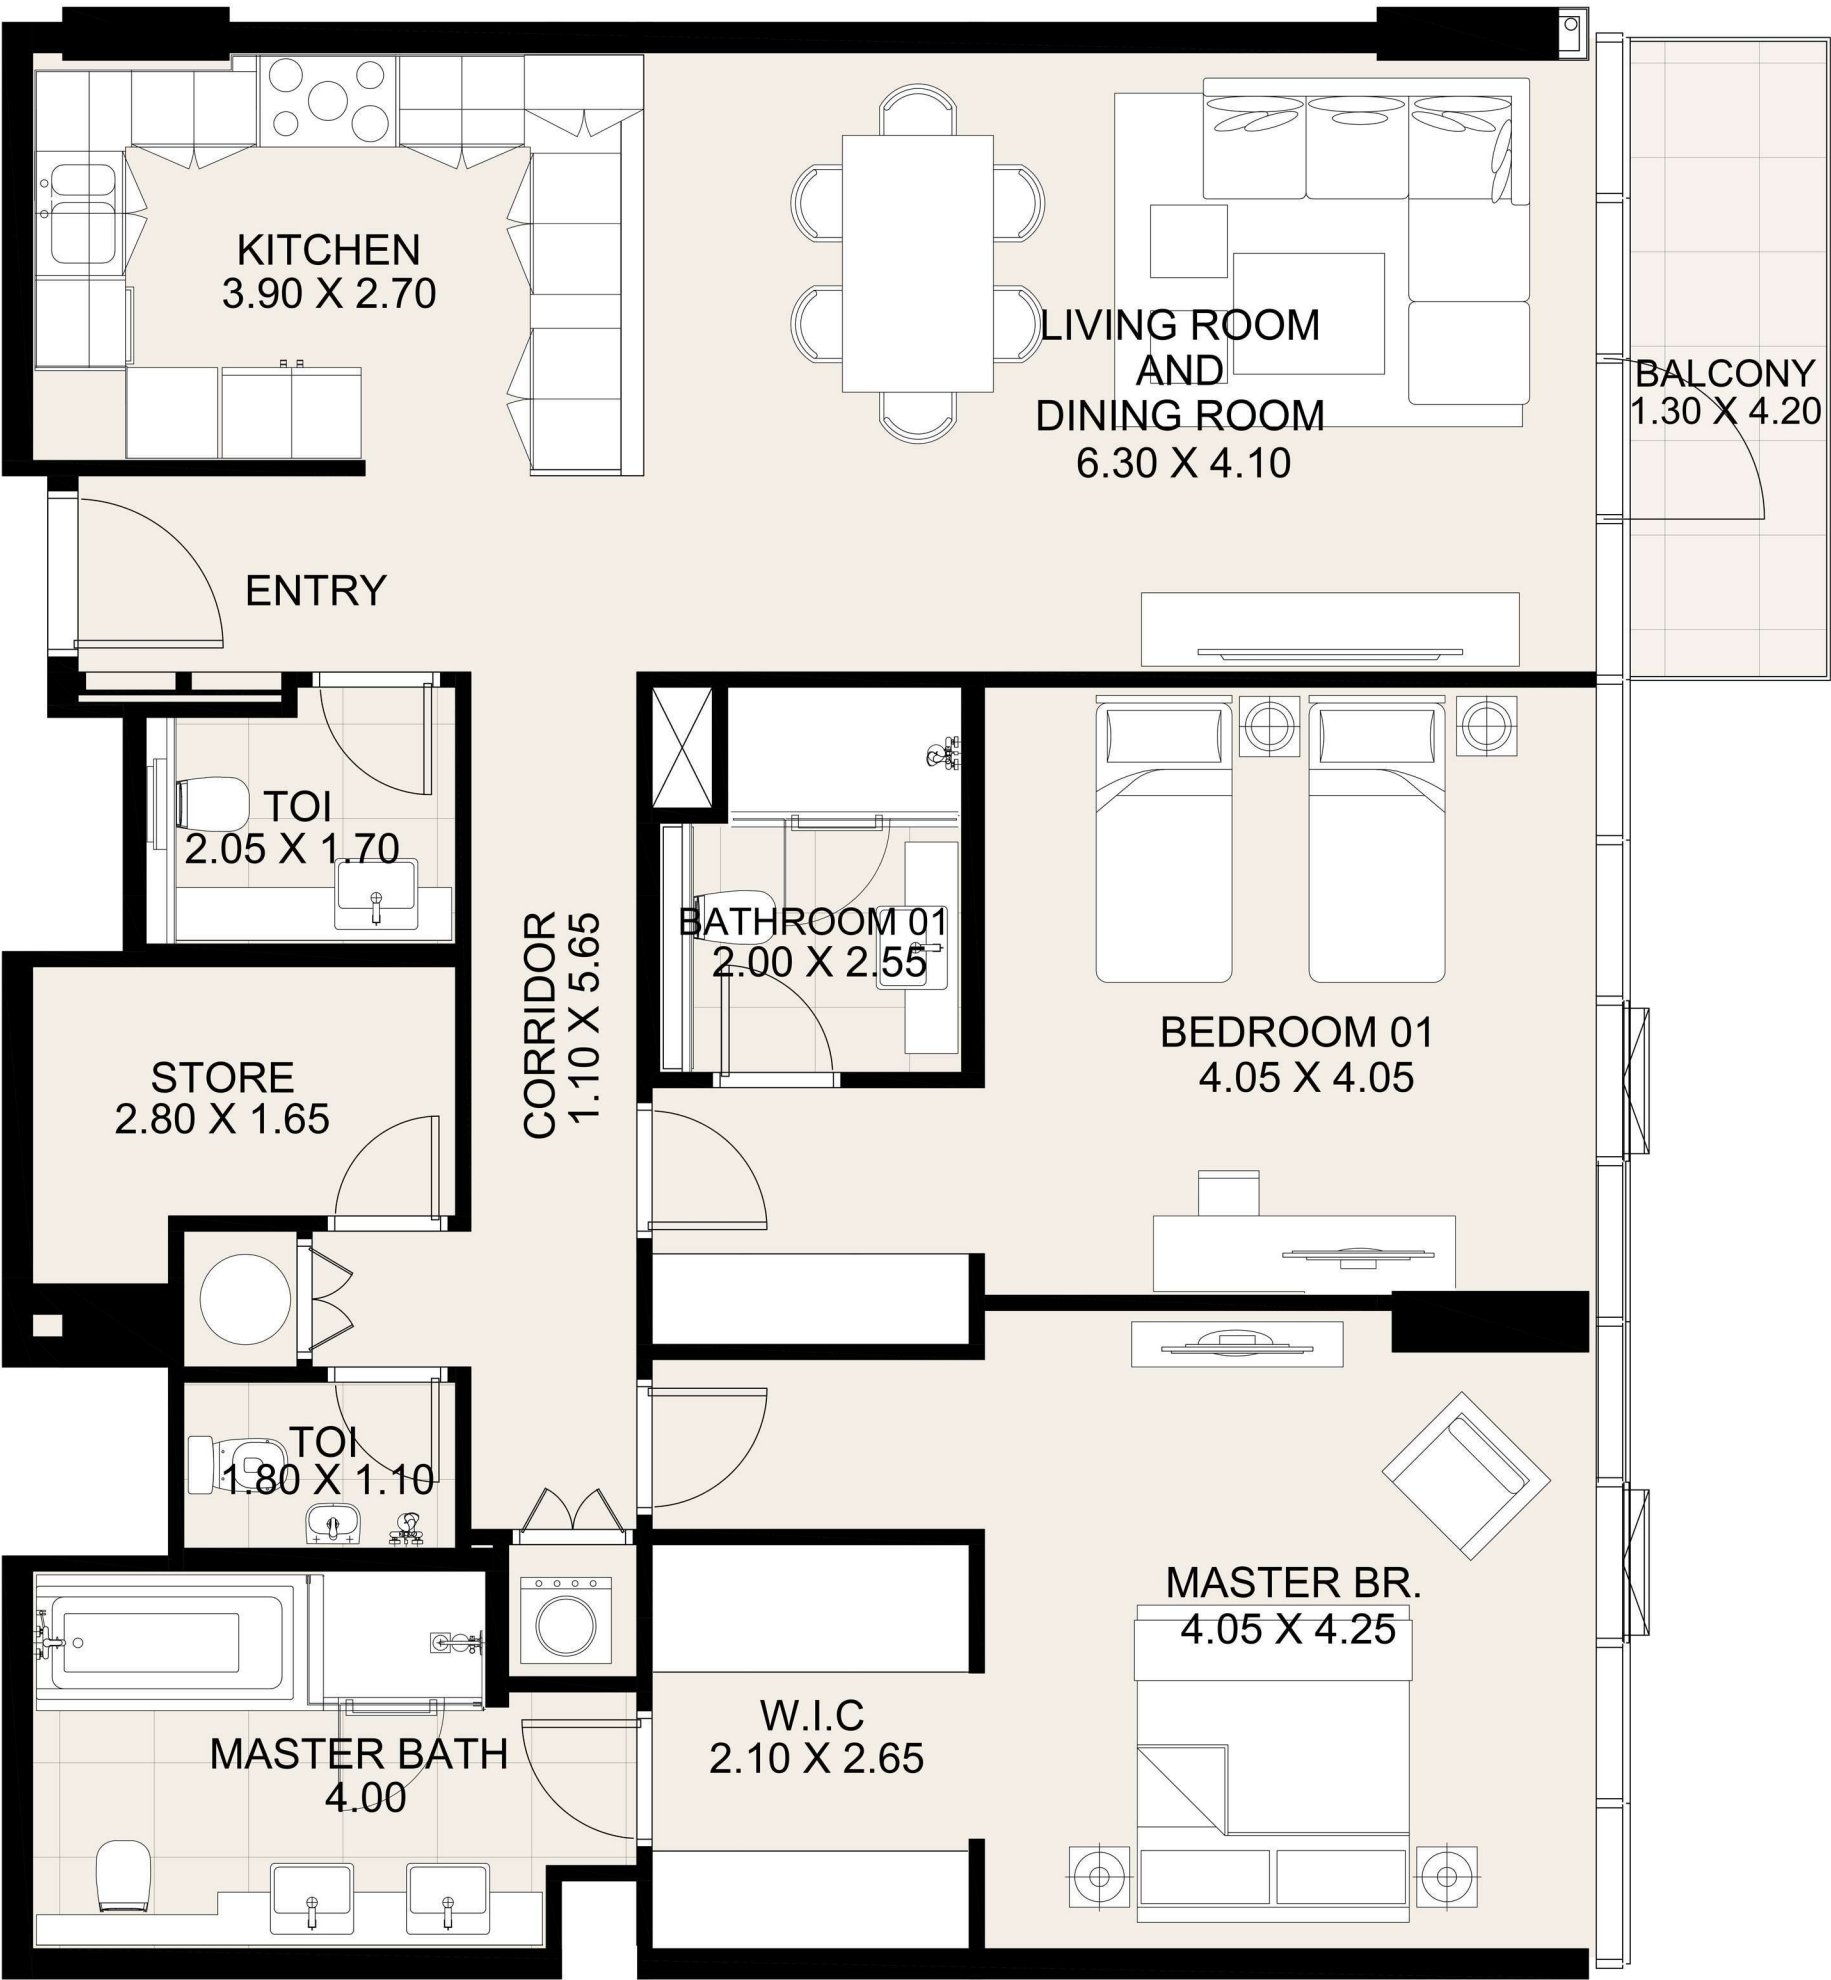 KITCHEN
3.90 X 2.70
LIVING ROOM
AND
DINING ROOM
6.30 X 4.10
BALCONY
1.30 X 4.20
ENTRY
TOI
2.05 X 1.70
CORRIDOR
1.10 X 5.65
BATHROOM 01
2.00 X 2.55
BEDROOM 01
4.05 X 4.05
STORE
2.80 X 1.65
TOI
1.80 X 1.10
MASTER BR.
4.05 X 4.25
W.I.C
2.10 X 2.65
MASTER BATH
4.00